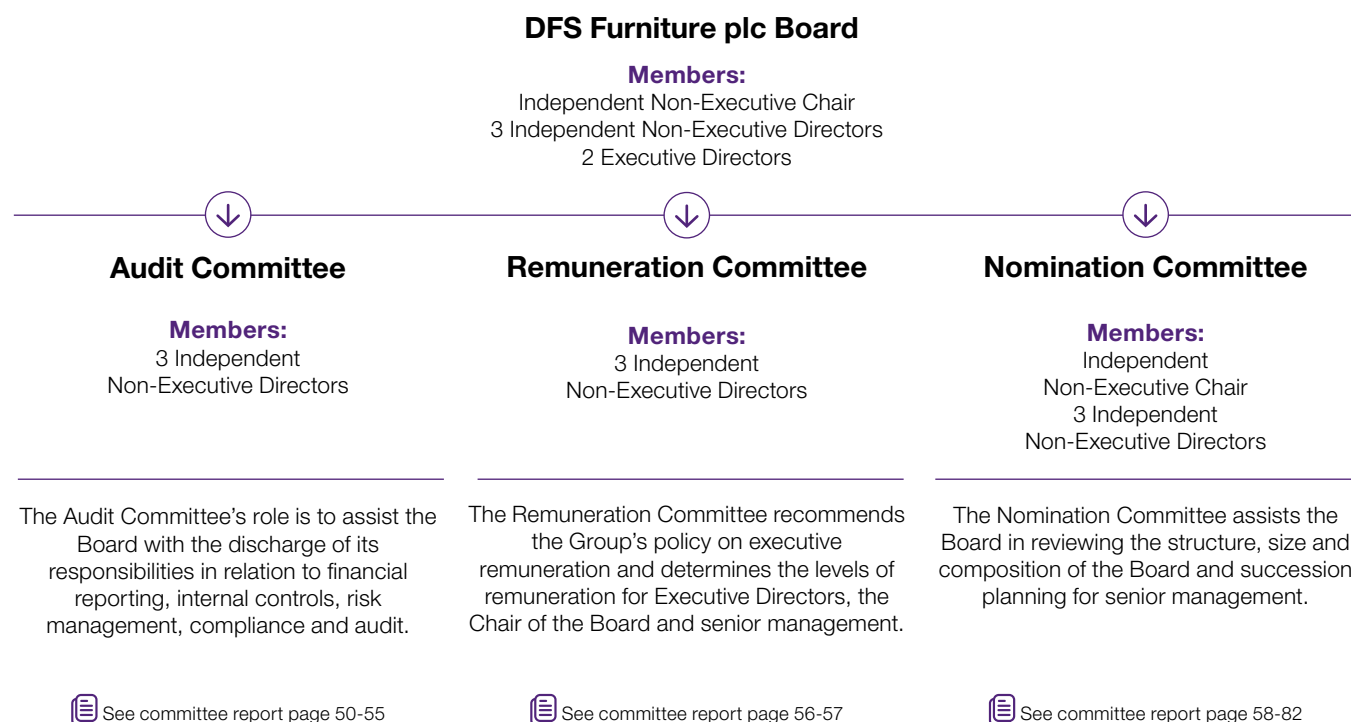 DFS Furniture plc Board
Members:
Independent Non-Executive Chair
3 Independent Non-Executive Directors
2 Executive Directors
Audit Committee
Members:
3 Independent
Non-Executive Directors
The Audit Committee's role is to assist the
Board with the discharge of its
responsibilities in relation to financial
reporting, internal controls, risk
management, compliance and audit.
See committee report page 50-55
Remuneration Committee
Members:
3 Independent
Non-Executive Directors
The Remuneration Committee recommends
the Group's policy on executive
remuneration and determines the levels of
remuneration for Executive Directors, the
Chair of the Board and senior management.
See committee report page 56-57
Nomination Committee
Members:
Independent
Non-Executive Chair
3 Independent
Non-Executive Directors
The Nomination Committee assists the
Board in reviewing the structure, size and
composition of the Board and succession
planning for senior management.
See committee report page 58-82